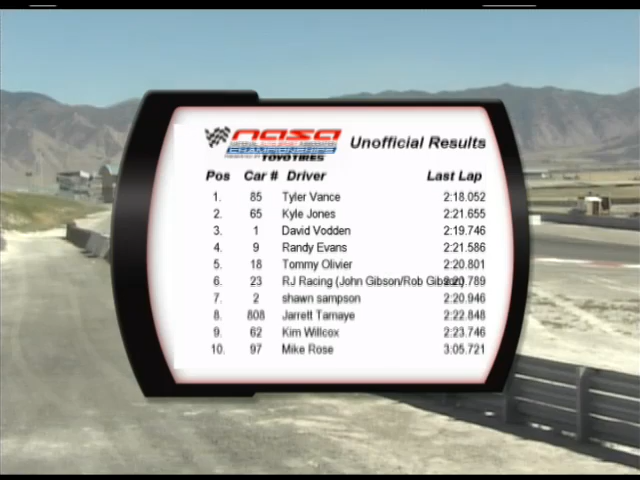 nasa
CHAMPIONSHIPS
TOYO TIRES
Unofficial Results
Pos Car # Driver Last Lap
1. 85 Tyler Vance 2:18.052
2. 65 Kyle Jones 2:21.655
3. 1 David Vodden 2:19.746
4. 9 Randy Evans 2:21.586
5. 18 Tommy Olivier 2:20.801
6. 23 RJ Racing (John Gibson/Rob Gibson) 2:20.789
7. 2 shawn sampson 2:20.946
8. 808 Jarrett Tamaye 2:22.848
9. 62 Kim Willcox 2:23.746
10. 97 Mike Rose 3:05.721